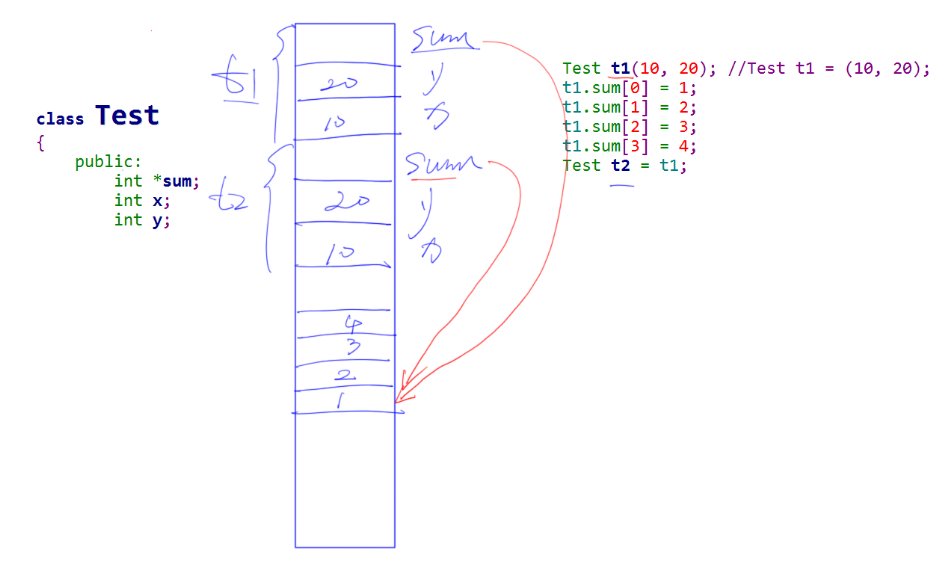 class Test
{
public:
int *sum;
int x;
int y;
t1
sum
20
y
10
x
t2
sum
20
y
10
x
4
3
2
1
Test t1(10, 20); //Test t1 = (10, 20);
t1.sum[0] = 1;
t1.sum[1] = 2;
t1.sum[2] = 3;
t1.sum[3] = 4;
Test t2 = t1;